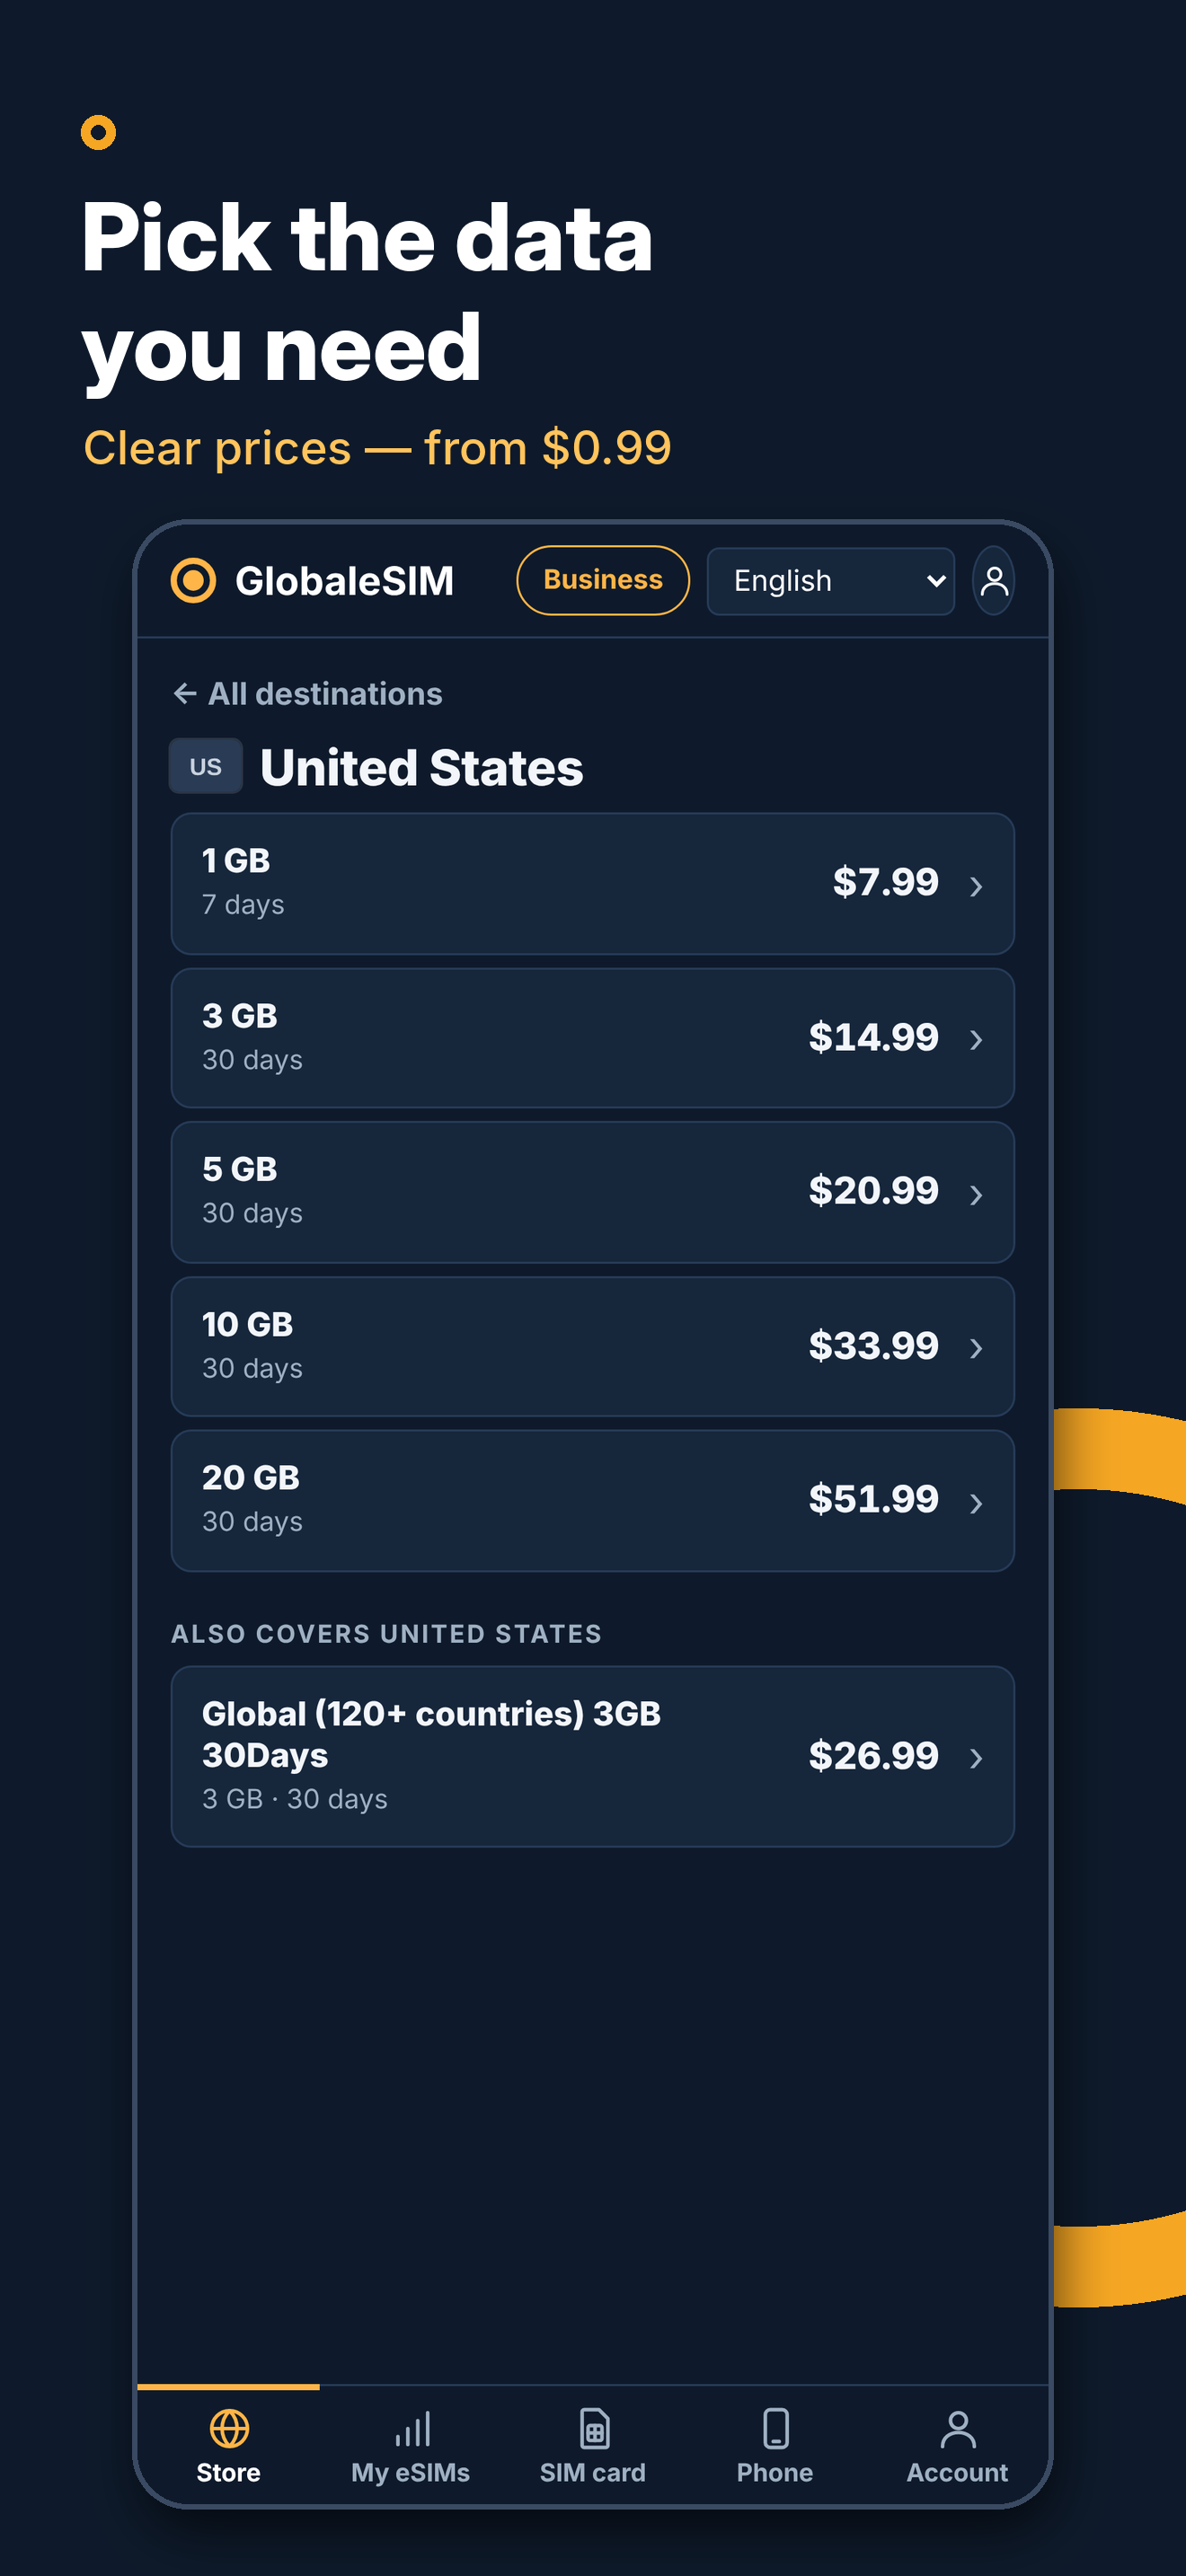 Pick the data
you need
Clear prices — from $0.99
GlobaleSIM
Business
English
← All destinations
US
United States
1 GB
7 days
$7.99 ›
3 GB
30 days
$14.99 ›
5 GB
30 days
$20.99 ›
10 GB
30 days
$33.99 ›
20 GB
30 days
$51.99 ›
ALSO COVERS UNITED STATES
Global (120+ countries) 3GB
30Days
3 GB · 30 days
$26.99 ›
Store
My eSIMs
SIM card
Phone
Account